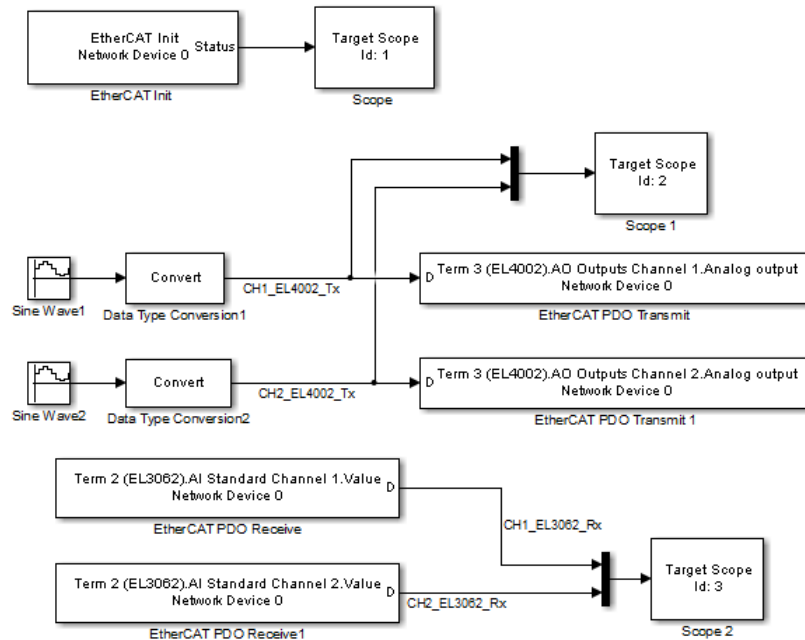 EtherCAT Init
Network Device 0
Status
EtherCAT Init
Target Scope
Id: 1
Scope
Target Scope
Id: 2
Scope 1
Sine Wave1
Convert
Data Type Conversion1
CH1_EL4002_Tx
D
Term 3 (EL4002).AO Outputs Channel 1.Analog output
Network Device 0
EtherCAT PDO Transmit
Sine Wave2
Convert
Data Type Conversion2
CH2_EL4002_Tx
D
Term 3 (EL4002).AO Outputs Channel 2.Analog output
Network Device 0
EtherCAT PDO Transmit 1
Term 2 (EL3062).AI Standard Channel 1.Value
Network Device 0
D
EtherCAT PDO Receive
CH1_EL3062_Rx
Term 2 (EL3062).AI Standard Channel 2.Value
Network Device 0
D
EtherCAT PDO Receive1
CH2_EL3062_Rx
Target Scope
Id: 3
Scope 2